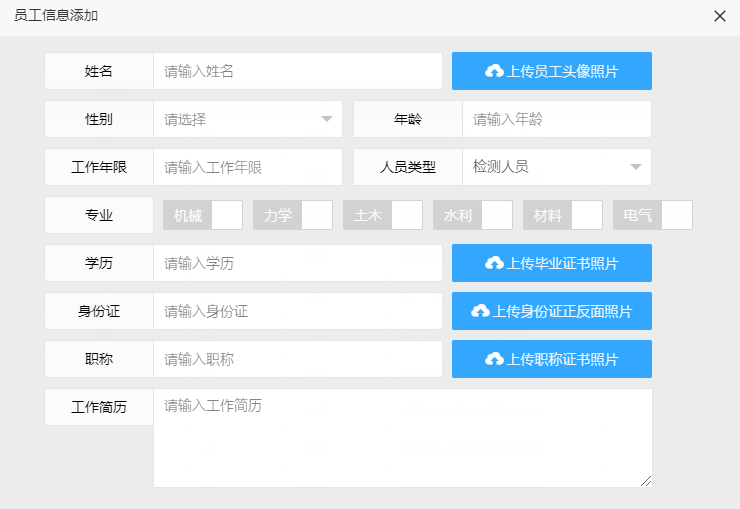 员工信息添加
姓名 请输入姓名 上传员工头像照片
性别 请选择 年龄 请输入年龄
工作年限 请输入工作年限 人员类型 检测人员
专业 机械 力学 土木 水利 材料 电气
学历 请输入学历 上传毕业证书照片
身份证 请输入身份证 上传身份证正反面照片
职称 请输入职称 上传职称证书照片
工作简历 请输入工作简历